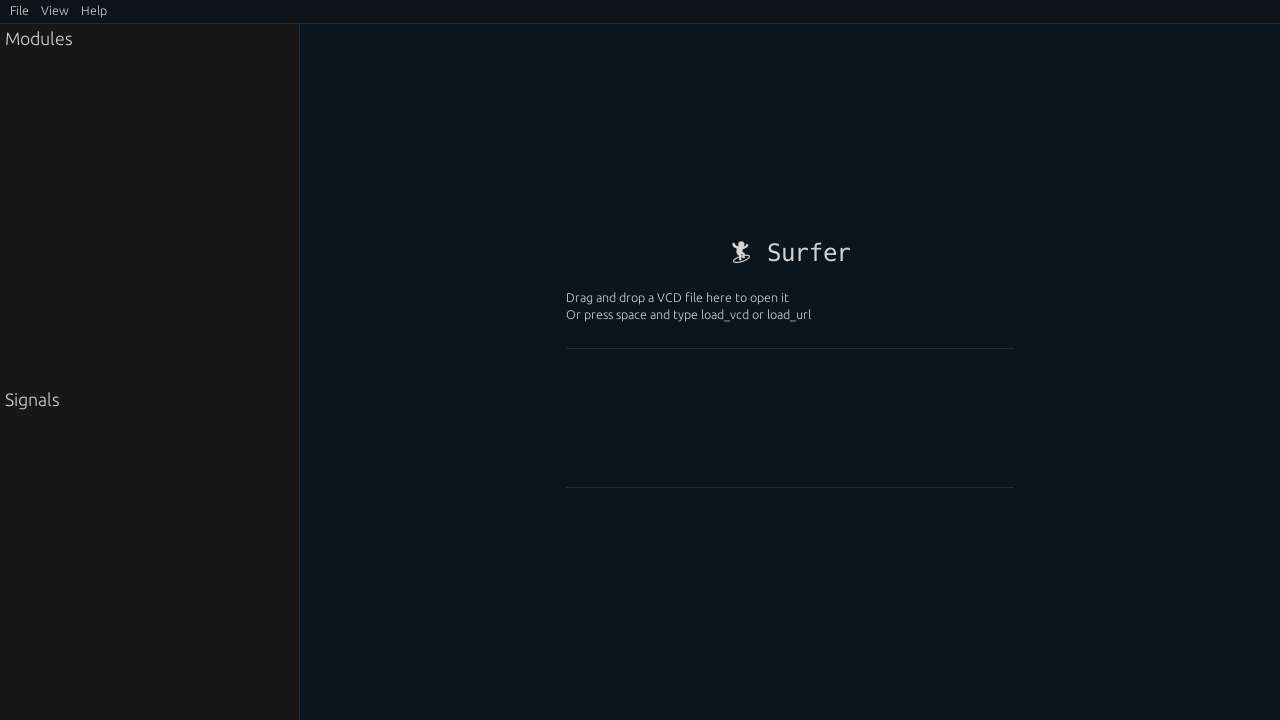 File View Help
Modules
Surfer
Drag and drop a VCD file here to open it
Or press space and type load_vcd or load_url
Signals